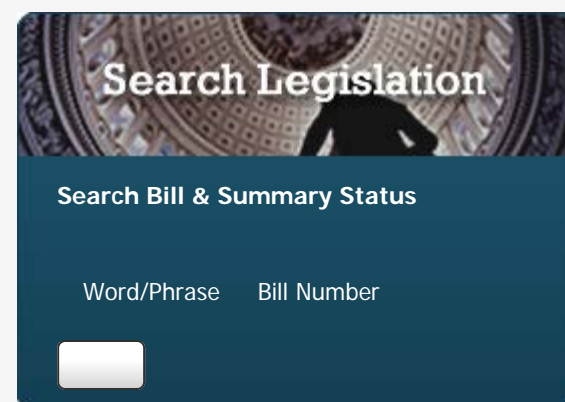 Search Legislation
Search Bill & Summary Status
Word/Phrase Bill Number